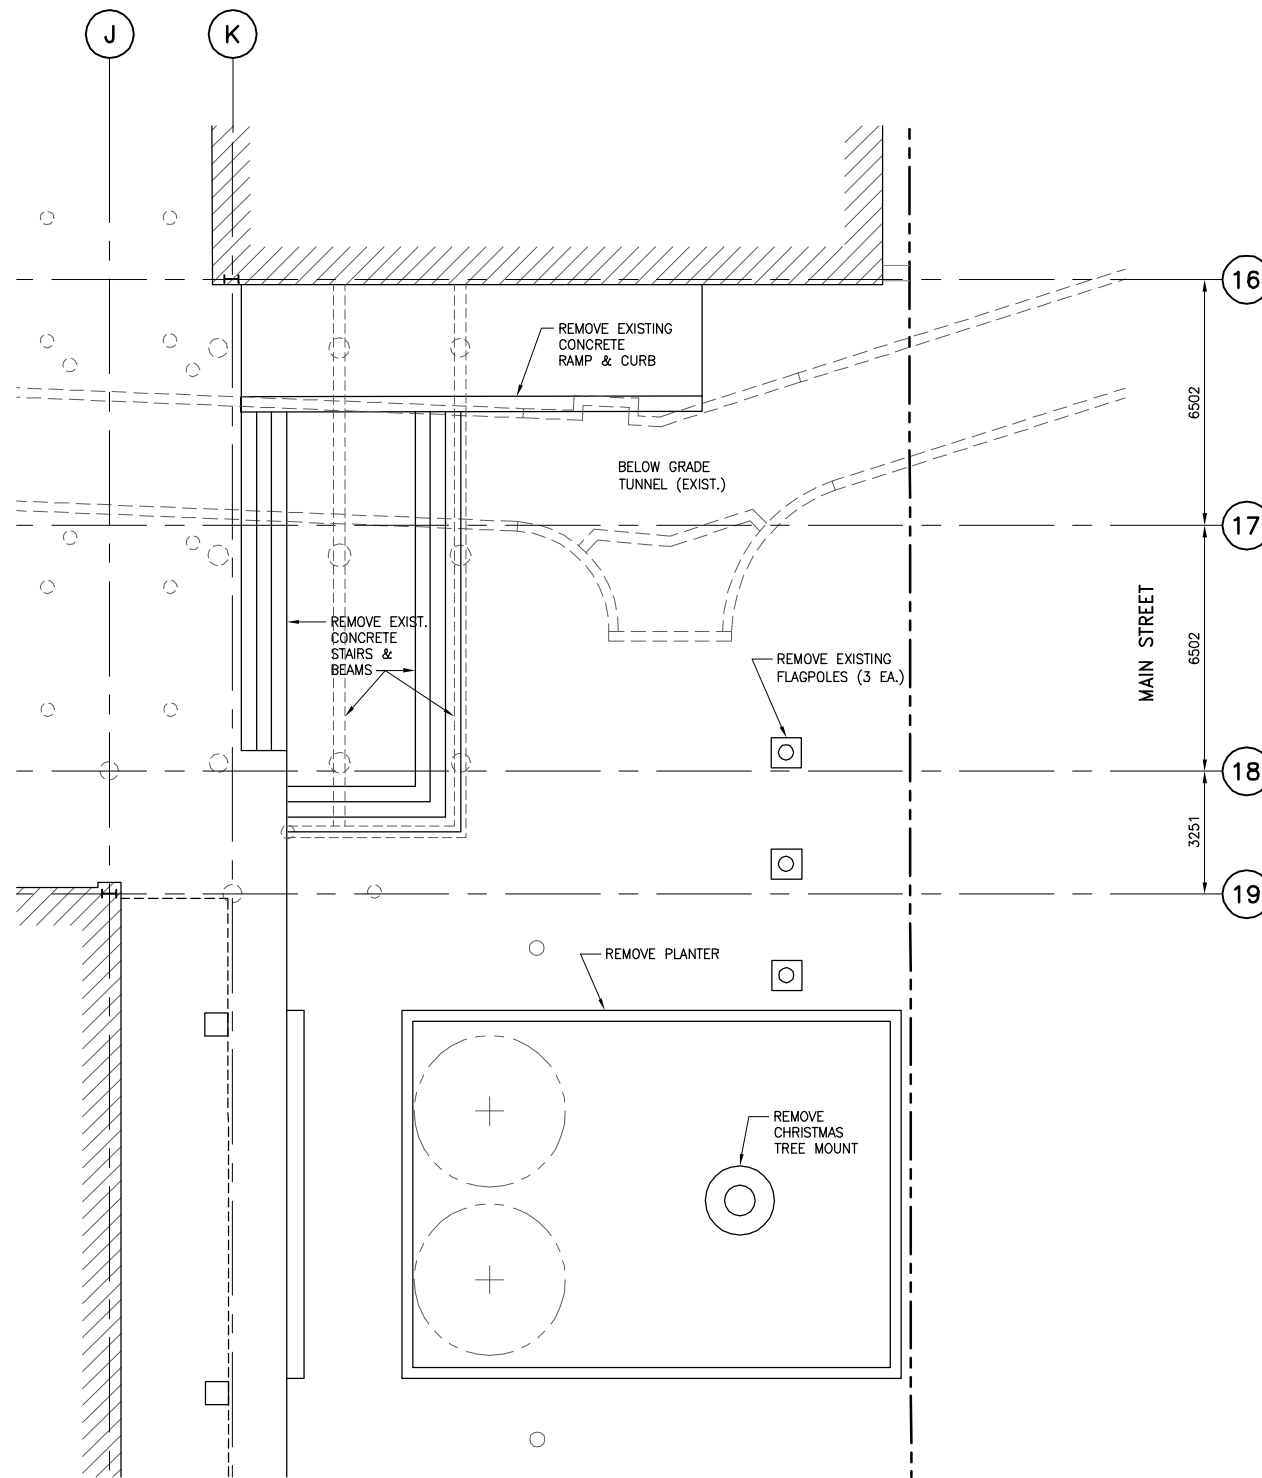 J
K
16
REMOVE EXISTING
CONCRETE
RAMP & CURB
6502
BELOW GRADE
TUNNEL (EXIST.)
17
REMOVE EXIST.
CONCRETE
STAIRS &
BEAMS
REMOVE EXISTING
FLAGPOLES (3 EA.)
MAIN STREET
6502
18
3251
19
REMOVE PLANTER
REMOVE
CHRISTMAS
TREE MOUNT